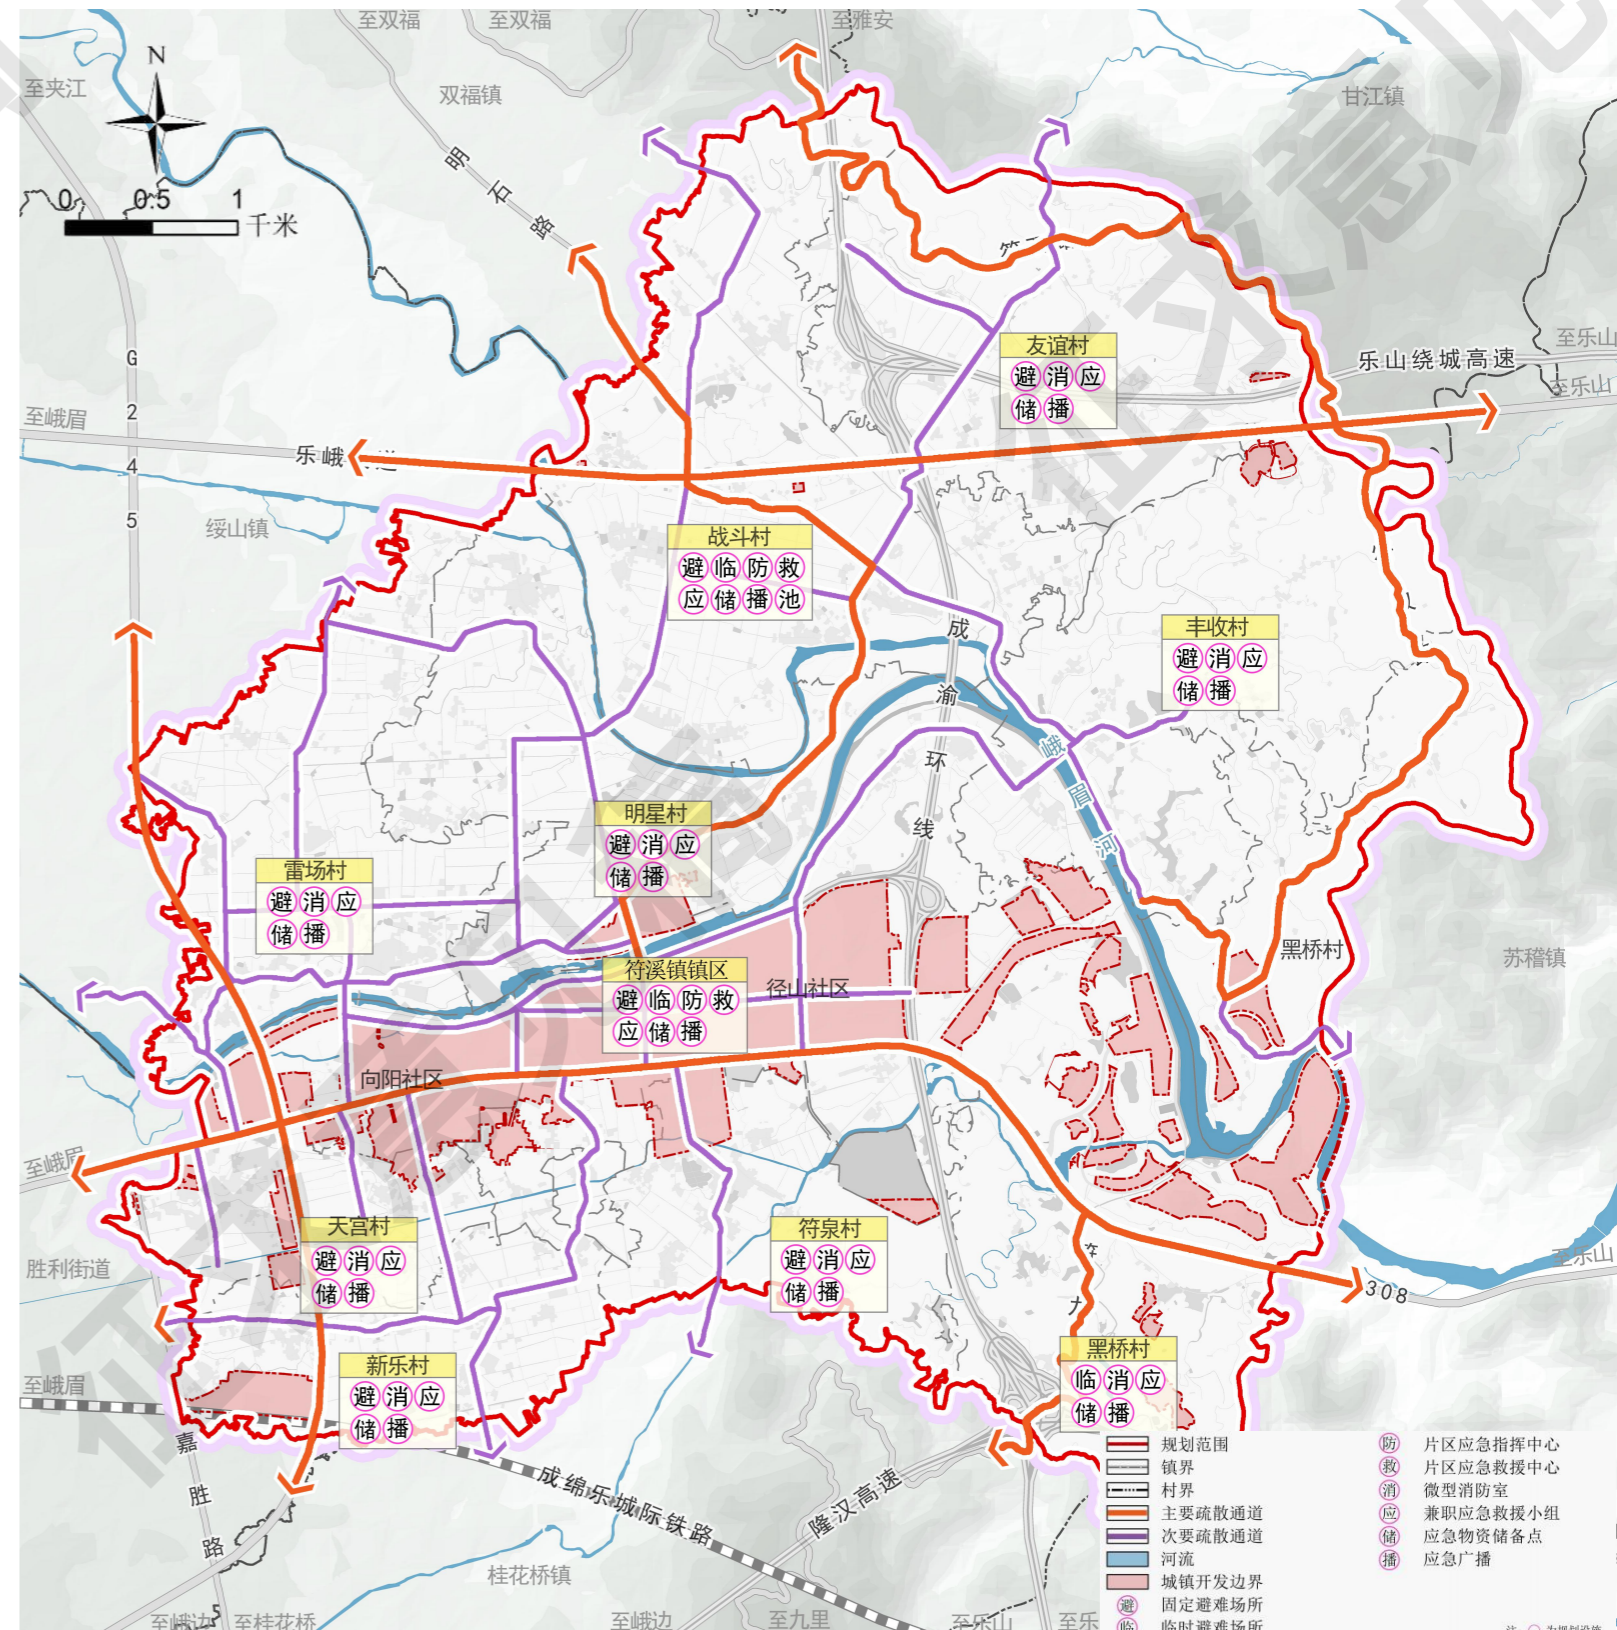 至双福
至双福
至雅安
N
至夹江
双福镇
甘江镇
明石路
0 0.5 1
千米
G245
友谊村
避 消 应
储 播
至乐山
乐山绕城高速
至乐山
至峨眉
乐峨
道
绥山镇
战斗村
避 临 防 救
应 储 播 池
丰收村
避 消 应
储 播
成渝环线
峨眉河
明星村
避 消 应
储 播
雷场村
避 消 应
储 播
黑桥村
苏稽镇
符溪镇镇区
避 临 防 救
应 储 播
径山社区
向阳社区
至峨眉
天宫村
避 消 应
储 播
符泉村
避 消 应
储 播
胜利街道
至乐山
308
新乐村
避 消 应
储 播
黑桥村
临 消 应
储 播
至峨眉
嘉胜路
成绵乐城际铁路
隆汉高速
桂花桥镇
至峨边
至桂花桥
至峨边
至九里
至乐山
至乐
规划范围
镇界
村界
主要疏散通道
次要疏散通道
河流
城镇开发边界
避 固定避难场所
临 临时避难场所
防 片区应急指挥中心
救 片区应急救援中心
消 微型消防室
应 兼职应急救援小组
储 应急物资储备点
播 应急广播